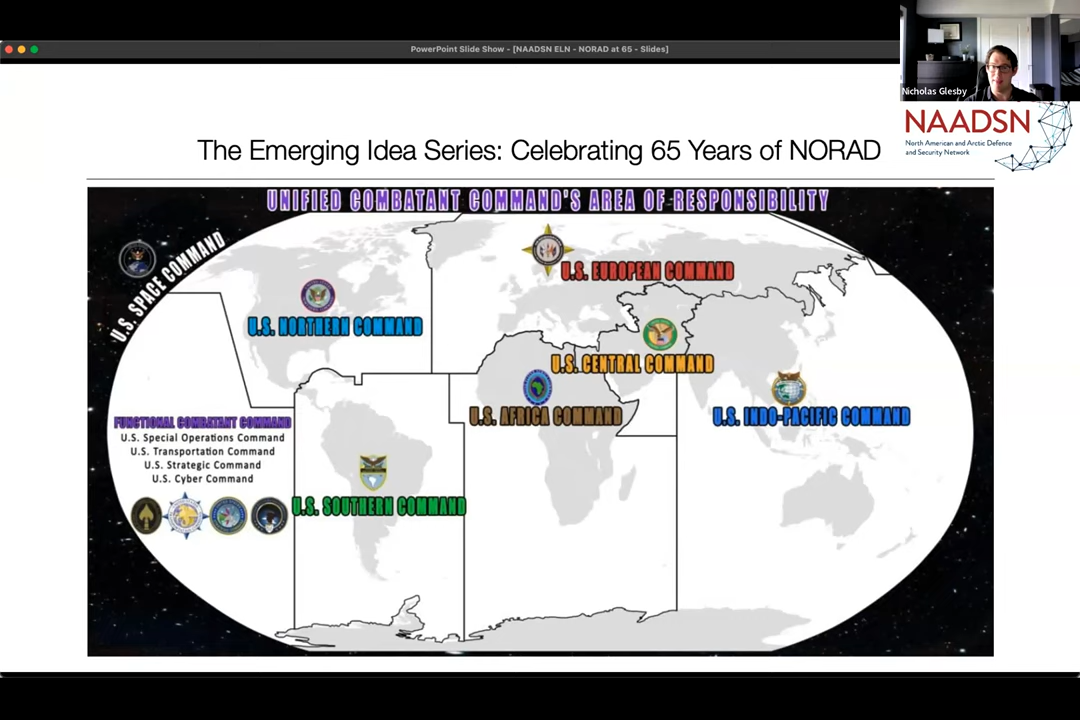 PowerPoint Slide Show - [NAADSN ELN - NORAD at 65 - Slides]
Nicholas Glesby
NAADSN
North American and Arctic Defence
and Security Network
The Emerging Idea Series: Celebrating 65 Years of NORAD
UNIFIED COMBATANT COMMAND'S AREA OF RESPONSIBILITY
U.S. SPACE COMMAND
U.S. EUROPEAN COMMAND
U.S. NORTHERN COMMAND
U.S. CENTRAL COMMAND
U.S. AFRICA COMMAND
U.S. INDO-PACIFIC COMMAND
FUNCTIONAL COMBATANT COMMAND
U.S. Special Operations Command
U.S. Transportation Command
U.S. Strategic Command
U.S. Cyber Command
U.S. SOUTHERN COMMAND